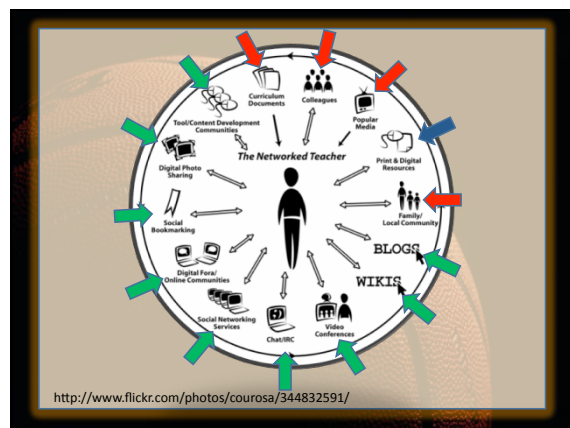 Curriculum
Documents
Colleagues
Popular
Media
Tool/Content Development
Communities
The Networked Teacher
Print & Digital
Resources
Digital Photo
Sharing
Family/
Local Community
Social
Bookmarking
BLOGS
Digital Fora/
Online Communities
WIKIS
Social Networking
Services
Chat/IRC
Video
Conferences
http://www.flickr.com/photos/courosa/344832591/